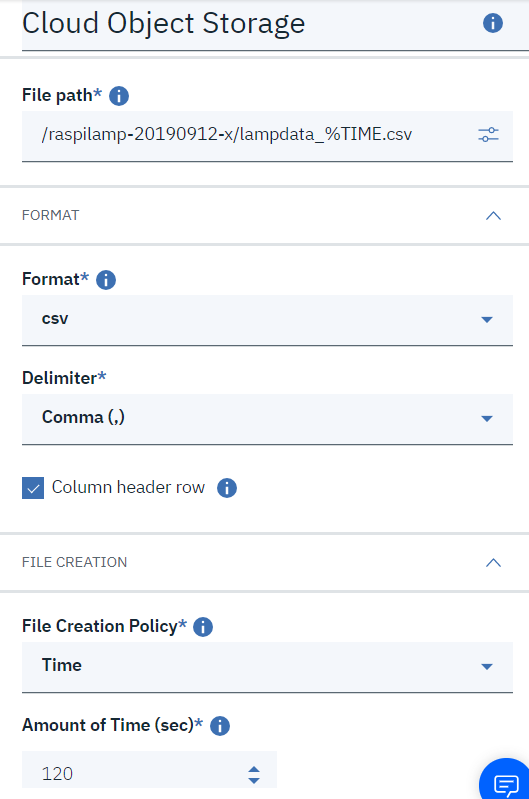 Cloud Object Storage
File path*
/raspilamp-20190912-x/lampdata_%TIME.csv
FORMAT
Format*
csv
Delimiter*
Comma (,)
Column header row
FILE CREATION
File Creation Policy*
Time
Amount of Time (sec)*
120